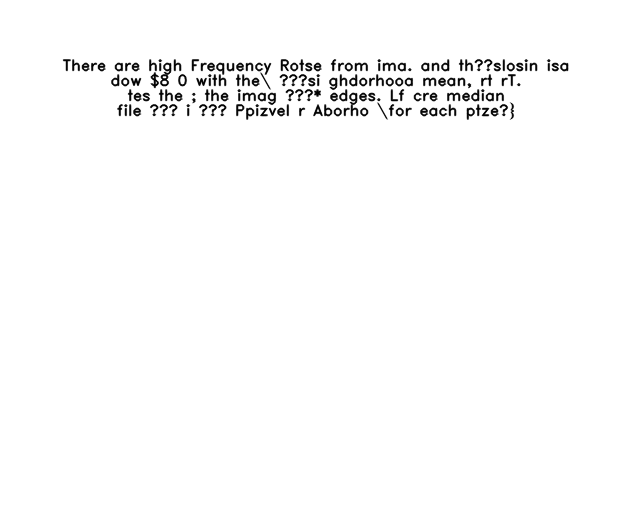 There are high Frequency Rotse from ima. and th??slosin isa
dow $8 0 with the\ ???si ghdorhooa mean, rt rT.
tes the ; the imag ???* edges. Lf cre median
file ??? i ??? Ppizvel r Aborho \for each ptze?}